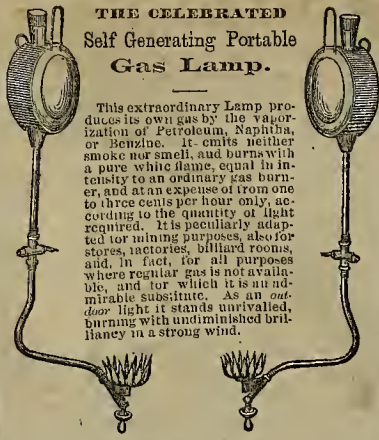 THE CELEBRATED
Self Generating Portable
Gas Lamp.
This extraordinary Lamp pro-
duces its own gas by the vapor-
ization of Petroleum, Naphtha,
or Benzine. It emits neither
smoke nor smell, and burns with
a pure white flame, equal in in-
tensity to an ordinary gas burn-
er, and at an expense of from one
to three cents per hour only, ac-
cording to the quantity of light
required. It is peculiarly adap-
ted for mining purposes, also for
stores, factories, billiard rooms,
and, in fact, for all purposes
where regular gas is not availa-
ble, and for which it is an ad-
mirable substitute. As an out-
door light it stands unrivalled,
burning with undiminished bril-
liancy in a strong wind.